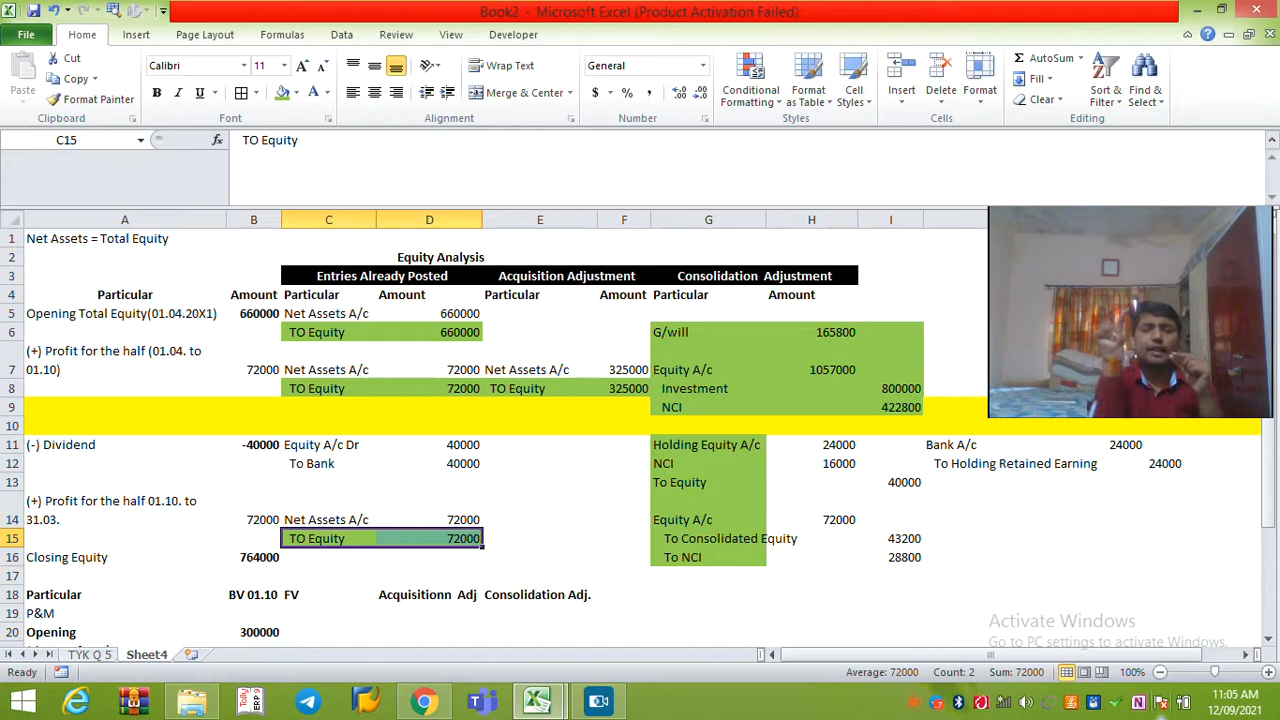 Book2 - Microsoft Excel (Product Activation Failed)
File Home Insert Page Layout Formulas Data Review View Developer
Cut Calibri 11 Wrap Text General AutoSum
Copy Fill
Paste Format Painter Merge & Center Conditional Formatting Format as Table Cell Styles Insert Delete Format Clear Sort & Filter Find & Select
Clipboard Font Alignment Number Styles Cells Editing
C15 fx TO Equity
A B C D E F G H I
1 Net Assets = Total Equity
2 Equity Analysis
3 Entries Already Posted Acquisition Adjustment Consolidation Adjustment
4 Particular Amount Particular Amount Particular Amount Particular Amount
5 Opening Total Equity(01.04.20X1) 660000 Net Assets A/c 660000
6 TO Equity 660000 G/will 165800
(+) Profit for the half (01.04. to
7 01.10) 72000 Net Assets A/c 72000 Net Assets A/c 325000 Equity A/c 1057000
8 TO Equity 72000 TO Equity 325000 Investment 800000
9 NCI 422800
10
11 (-) Dividend -40000 Equity A/c Dr 40000 Holding Equity A/c 24000 Bank A/c 24000
12 To Bank 40000 NCI 16000 To Holding Retained Earning 24000
13 To Equity 40000
(+) Profit for the half 01.10. to
14 31.03. 72000 Net Assets A/c 72000 Equity A/c 72000
15 TO Equity 72000 To Consolidated Equity 43200
16 Closing Equity 764000 To NCI 28800
17
18 Particular BV 01.10 FV Acquisitionn Adj Consolidation Adj.
19 P&M
20 Opening 300000
Activate Windows
Go to PC settings to activate Windows.
TYK Q 5 Sheet4
Ready Average: 72000 Count: 2 Sum: 72000 100%
11:05 AM
12/09/2021